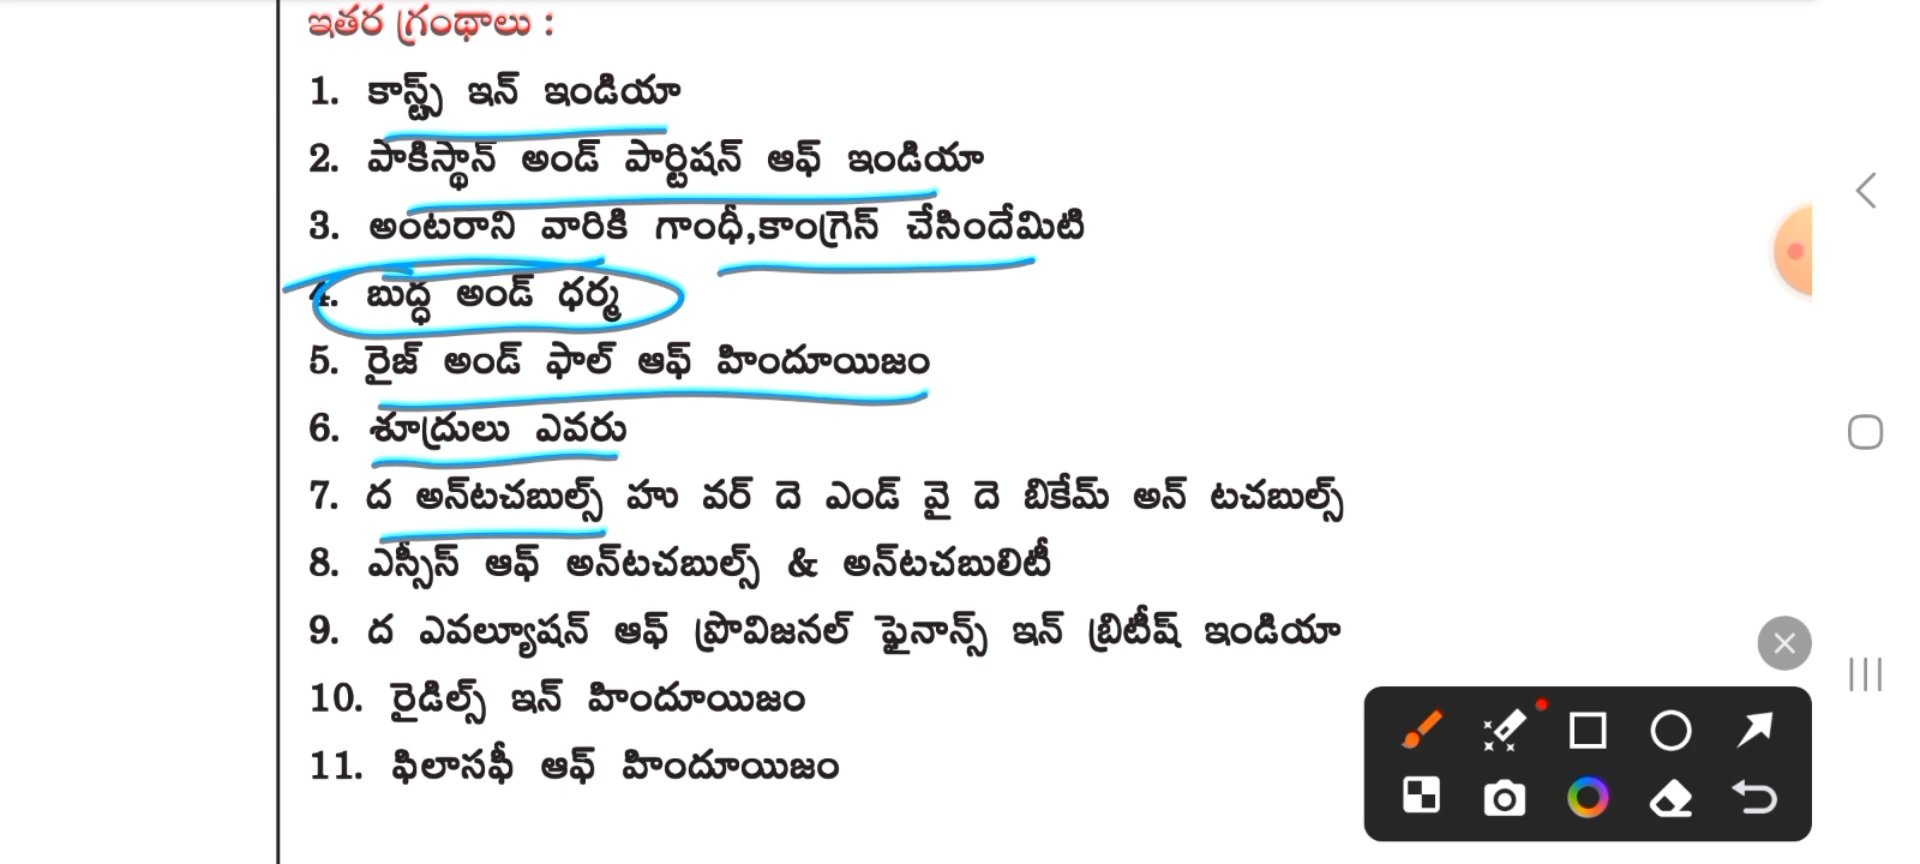 ఇతర గ్రంథాలు :
1. కాస్ట్స్ ఇన్ ఇండియా
2. పాకిస్థాన్ అండ్ పార్టిషన్ ఆఫ్ ఇండియా
3. అంటరాని వారికి గాంధీ,కాంగ్రెస్ చేసిందేమిటి
4. బుద్ధ అండ్ ధర్మ
5. రైజ్ అండ్ ఫాల్ ఆఫ్ హిందూయిజం
6. శూద్రులు ఎవరు
7. ద అన్‌టచబుల్స్ హు వర్ దె ఎండ్ వై దె బికేమ్ అన్ టచబుల్స్
8. ఎస్సీస్ ఆఫ్ అన్‌టచబుల్స్ & అన్‌టచబులిటీ
9. ద ఎవల్యూషన్ ఆఫ్ ప్రొవిజనల్ ఫైనాన్స్ ఇన్ బ్రిటీష్ ఇండియా
10. రైడిల్స్ ఇన్ హిందూయిజం
11. ఫిలాసఫీ ఆఫ్ హిందూయిజం